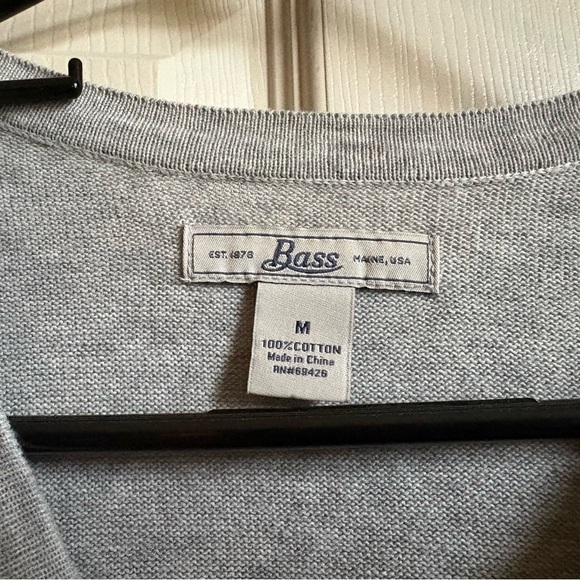 EST. 1876 Bass MAINE, USA
M
100% COTTON
Made in China
RN#69426